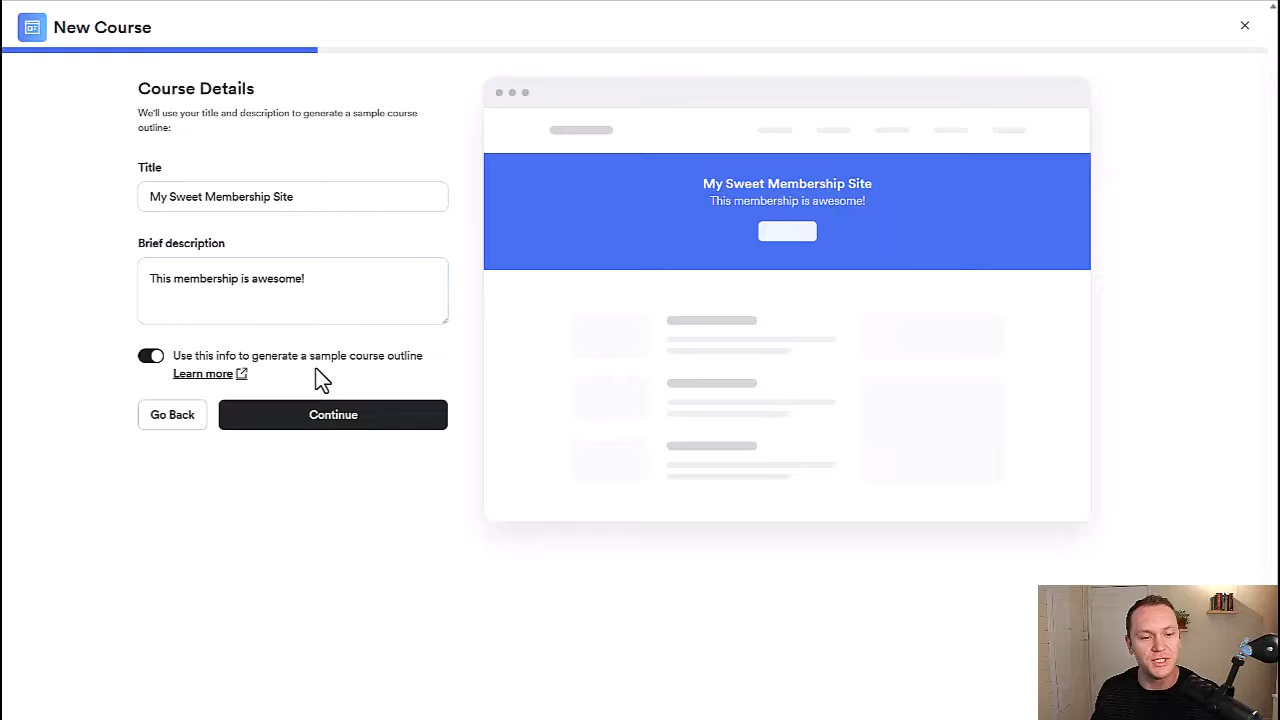 New Course
Course Details
We'll use your title and description to generate a sample course
outline:
Title
My Sweet Membership Site
Brief description
This membership is awesome!
Use this info to generate a sample course outline
Learn more
Go Back
Continue
My Sweet Membership Site
This membership is awesome!